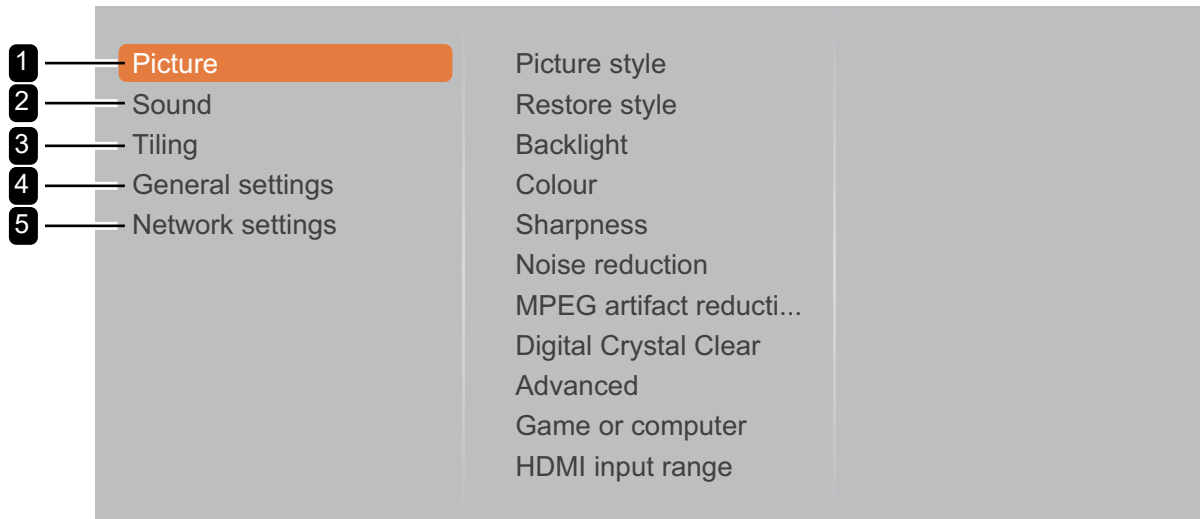 1 Picture
2 Sound
3 Tiling
4 General settings
5 Network settings
Picture style
Restore style
Backlight
Colour
Sharpness
Noise reduction
MPEG artifact reducti...
Digital Crystal Clear
Advanced
Game or computer
HDMI input range